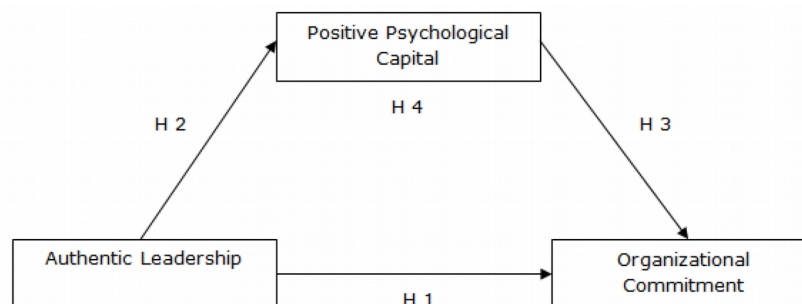 Positive Psychological
Capital
H 4
H 2
H 3
Authentic Leadership
Organizational
Commitment
H 1